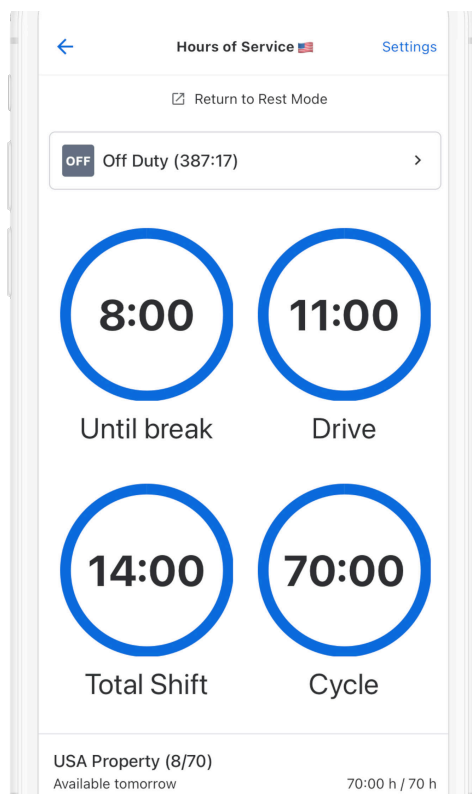 Hours of Service 🇺🇸 Settings
Return to Rest Mode
OFF Off Duty (387:17)
8:00 11:00
Until break Drive
14:00 70:00
Total Shift Cycle
USA Property (8/70)
Available tomorrow 70:00 h / 70 h